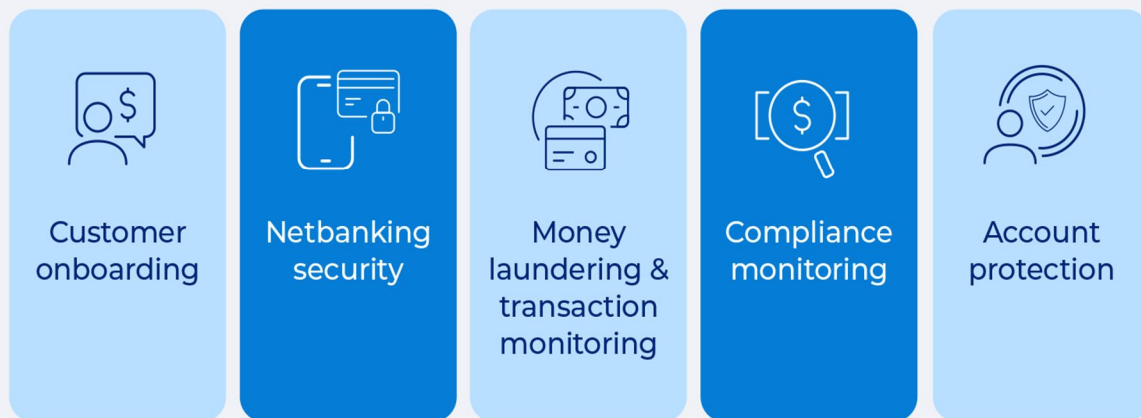 Customer
onboarding
Netbanking
security
Money
laundering &
transaction
monitoring
Compliance
monitoring
Account
protection